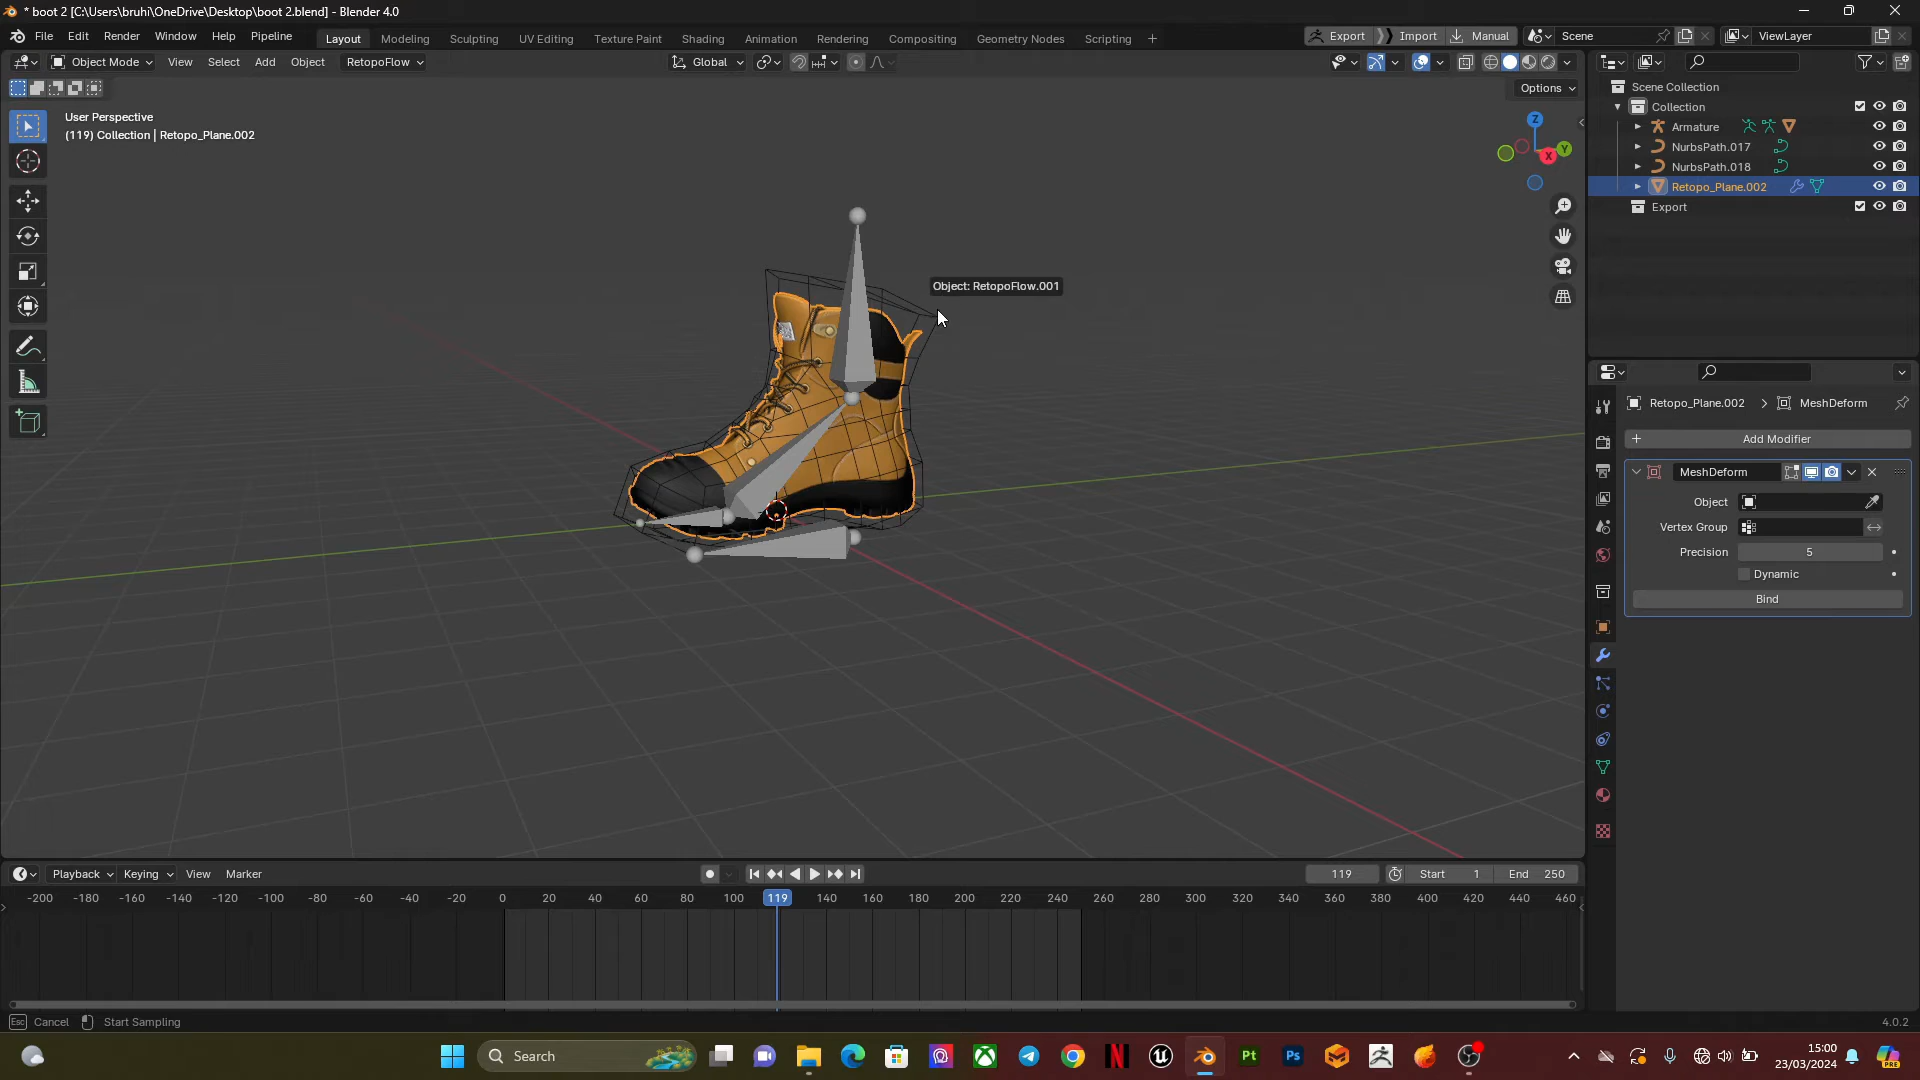 * boot 2 [C:\Users\bruhi\OneDrive\Desktop\boot 2.blend] - Blender 4.0
File Edit Render Window Help Pipeline
Layout Modeling Sculpting UV Editing Texture Paint Shading Animation Rendering Compositing Geometry Nodes Scripting
Export Import Manual Scene ViewLayer
Object Mode View Select Add Object RetopoFlow Global
Options
User Perspective
(119) Collection | Retopo_Plane.002
Z
Y
X
Object: RetopoFlow.001
Scene Collection
Collection
Armature
NurbsPath.017
NurbsPath.018
Retopo_Plane.002
Export
Retopo_Plane.002 MeshDeform
Add Modifier
MeshDeform
Object
Vertex Group
Precision 5
Dynamic
Bind
Playback Keying View Marker 119 Start 1 End 250
-200 -180 -160 -140 -120 -100 -80 -60 -40 -20 0 20 40 60 80 100 119 140 160 180 200 220 240 260 280 300 320 340 360 380 400 420 440 460
Esc Cancel Start Sampling 4.0.2
Search
Pt Ps
15:00
23/03/2024
PRE